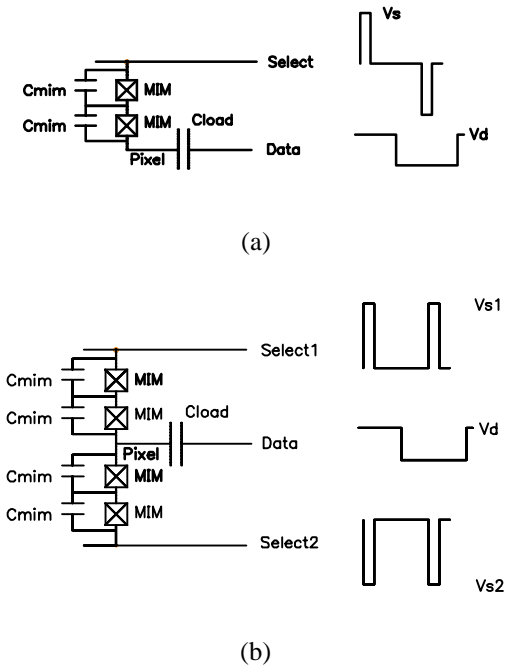 Vs
Select
Cmim
MIM
Cmim
MIM
Cload
Pixel
Data
Vd
(a)
Vs1
Select1
Cmim
MIM
Cmim
MIM
Cload
Data
Vd
Pixel
Cmim
MIM
Cmim
MIM
Select2
Vs2
(b)